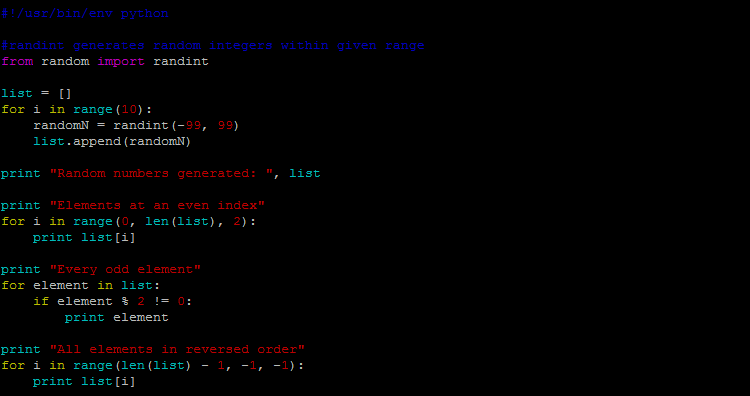 #!/usr/bin/env python

#randint generates random integers within given range
from random import randint

list = []
for i in range(10):
    randomN = randint(-99, 99)
    list.append(randomN)

print "Random numbers generated: ", list

print "Elements at an even index"
for i in range(0, len(list), 2):
    print list[i]

print "Every odd element"
for element in list:
    if element % 2 != 0:
        print element

print "All elements in reversed order"
for i in range(len(list) - 1, -1, -1):
    print list[i]